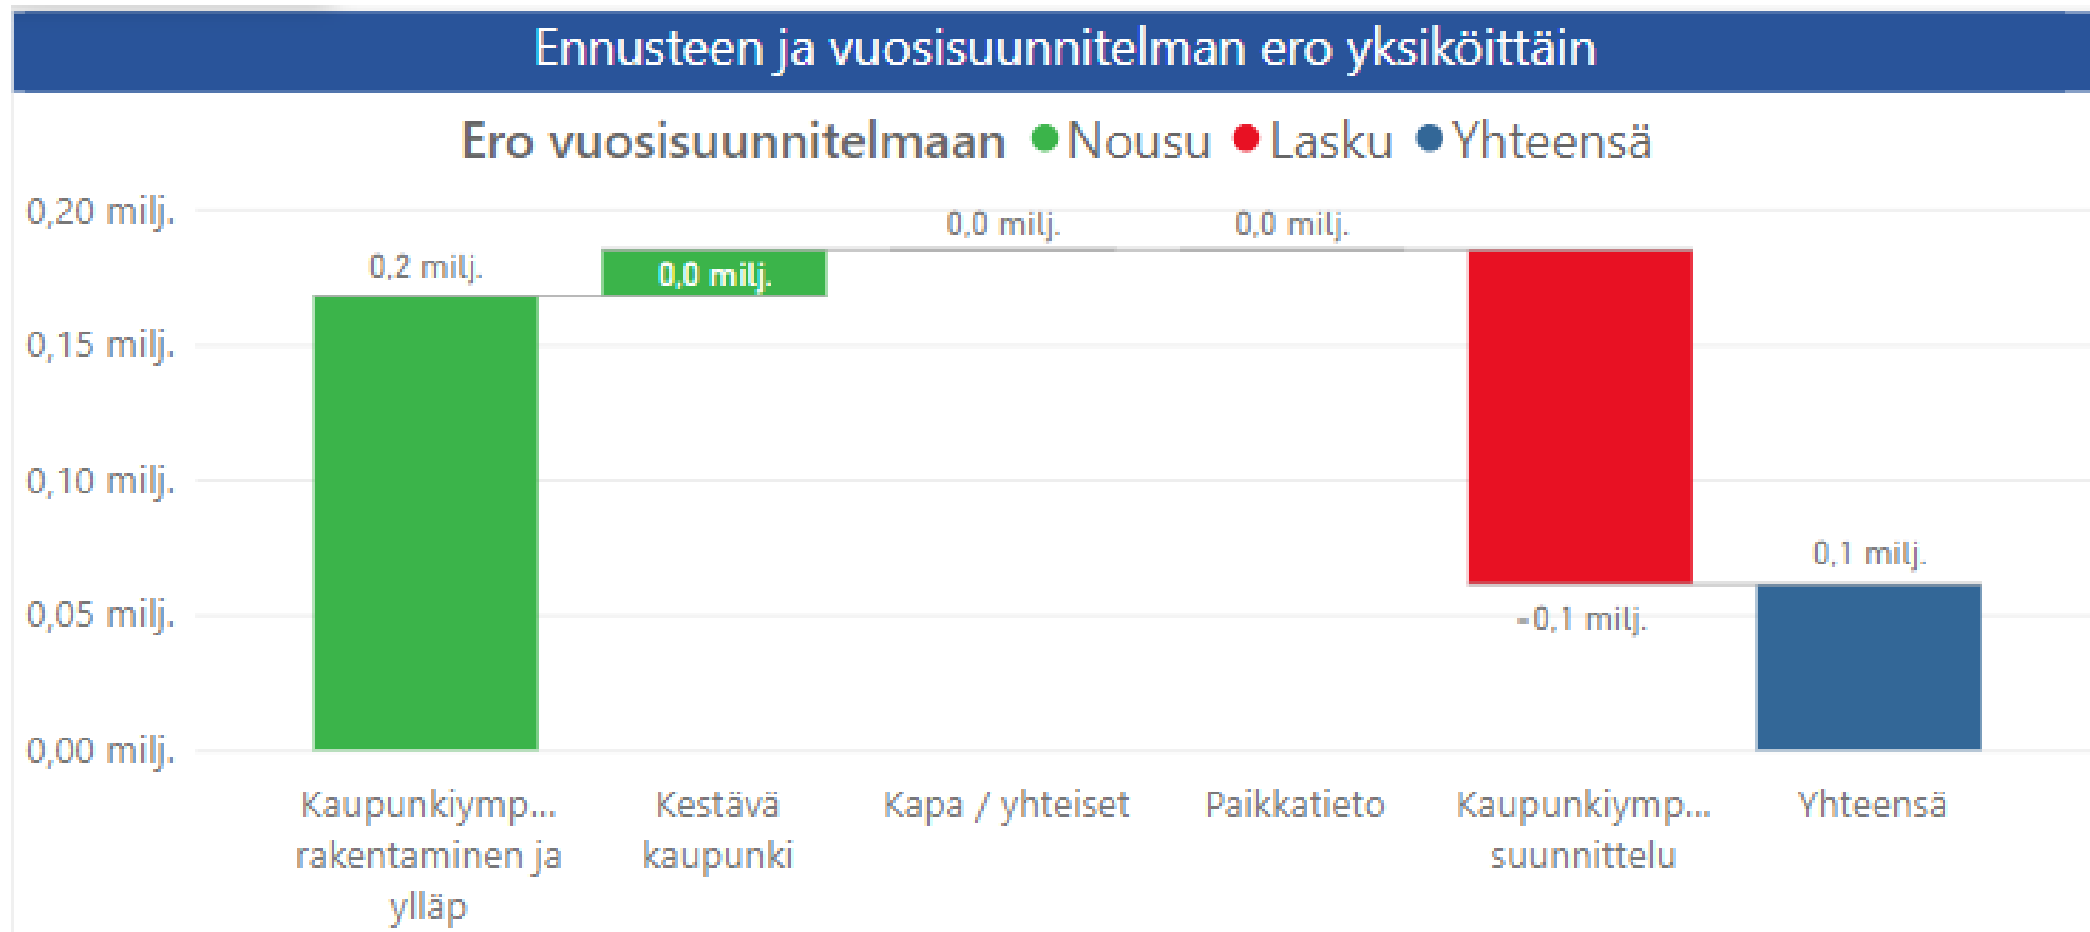 Ennusteen ja vuosisuunnitelman ero yksiköittäin
Ero vuosisuunnitelmaan Nousu Lasku Yhteensä
0,20 milj.
0,15 milj.
0,10 milj.
0,05 milj.
0,00 milj.
0,2 milj.
0,0 milj.
0,0 milj.
0,0 milj.
-0,1 milj.
0,1 milj.
Kaupunkiymp...
rakentaminen ja
ylläp
Kestävä
kaupunki
Kapa / yhteiset
Paikkatieto
Kaupunkiymp...
suunnittelu
Yhteensä